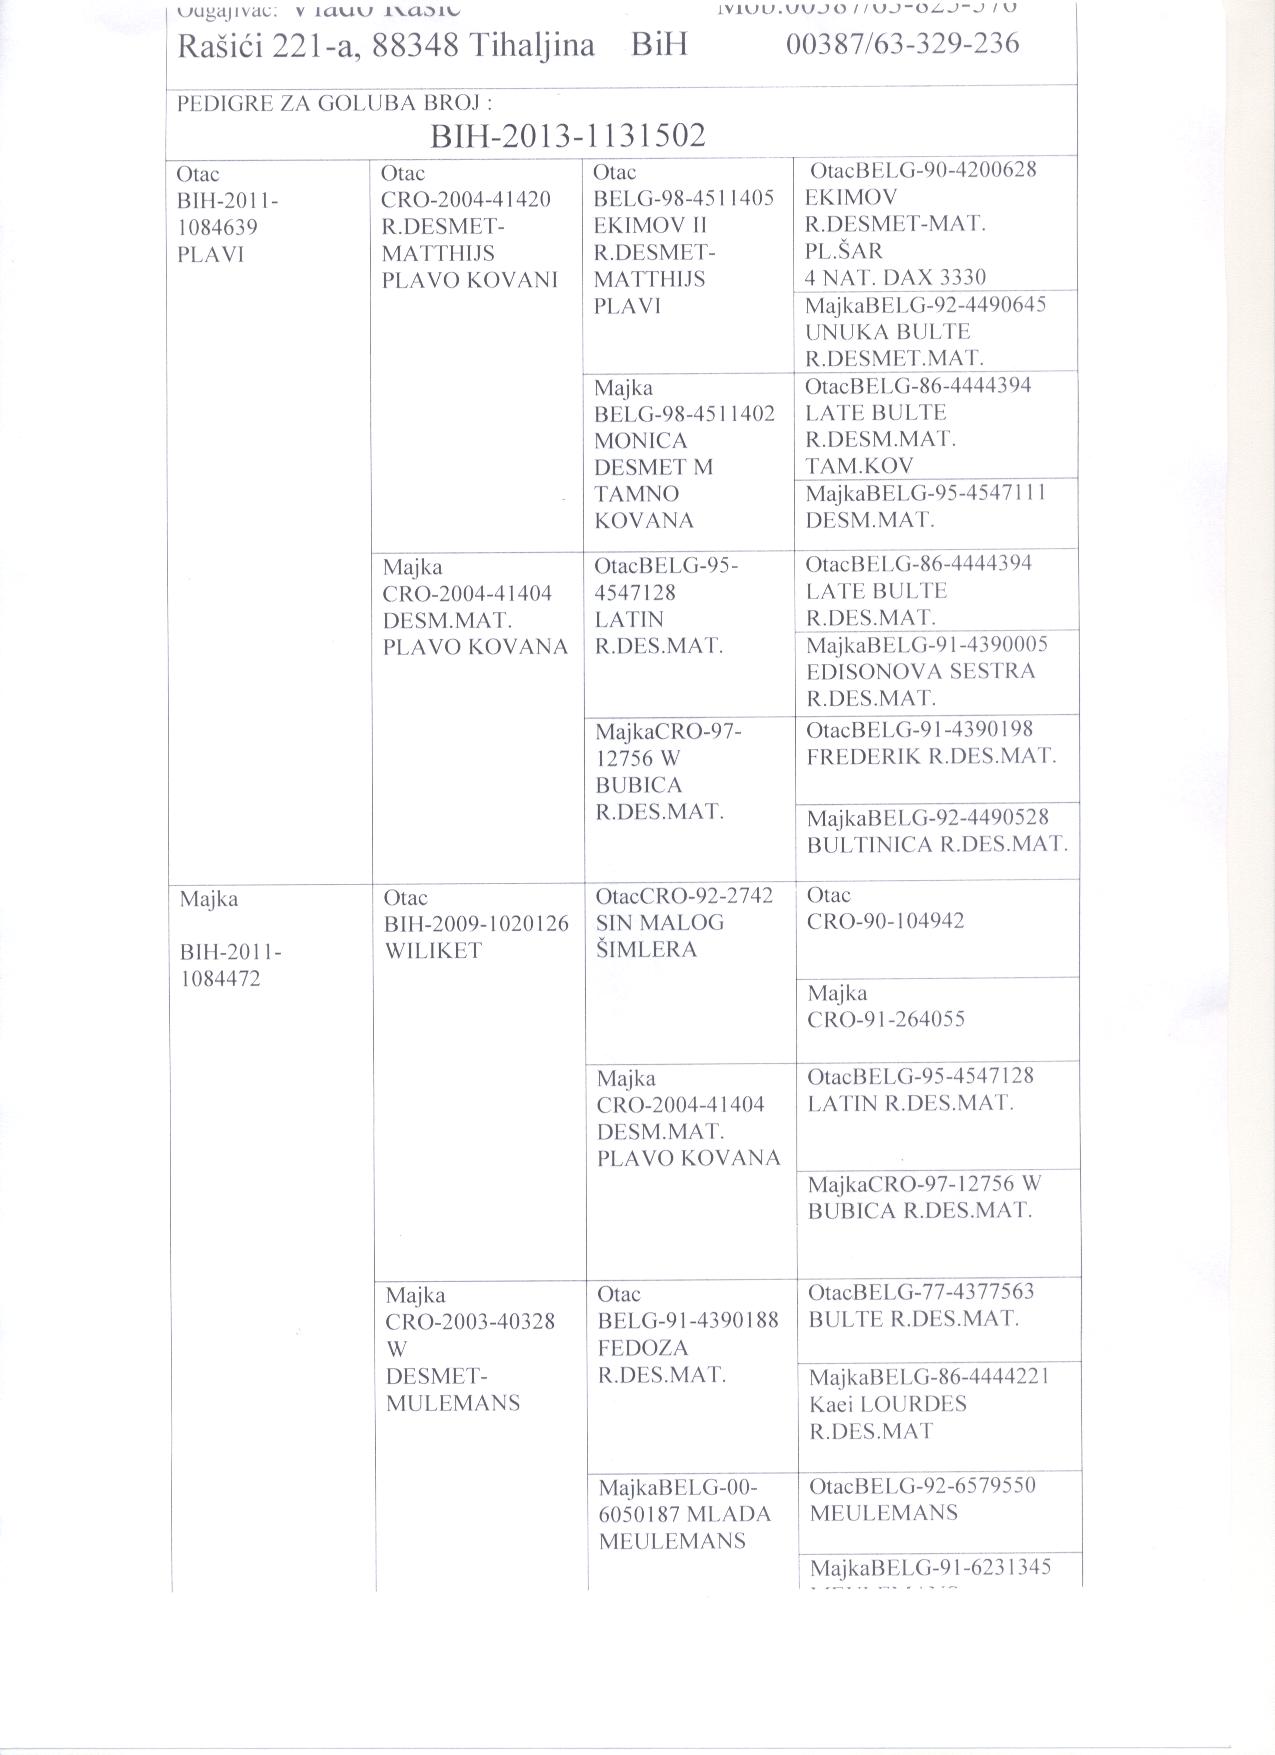 Odgajivač: Vlado Rašić
Rašići 221-a, 88348 Tihaljina BiH 00387/63-329-236
PEDIGRE ZA GOLUBA BROJ :
BIH-2013-1131502
Otac
BIH-2011-
1084639
PLAVI
Otac
CRO-2004-41420
R.DESMET-
MATTHIJS
PLAVO KOVANI
Otac
BELG-98-4511405
EKIMOV II
R.DESMET-
MATTHIJS
PLAVI
OtacBELG-90-4200628
EKIMOV
R.DESMET-MAT.
PL.ŠAR
4 NAT. DAX 3330
MajkaBELG-92-4490645
UNUKA BULTE
R.DESMET.MAT.
Majka
BELG-98-4511402
MONICA
DESMET M
TAMNO
KOVANA
OtacBELG-86-4444394
LATE BULTE
R.DESM.MAT.
TAM.KOV
MajkaBELG-95-4547111
DESM.MAT.
Majka
CRO-2004-41404
DESM.MAT.
PLAVO KOVANA
OtacBELG-95-
4547128
LATIN
R.DES.MAT.
OtacBELG-86-4444394
LATE BULTE
R.DES.MAT.
MajkaBELG-91-4390005
EDISONOVA SESTRA
R.DES.MAT.
MajkaCRO-97-
12756 W
BUBICA
R.DES.MAT.
OtacBELG-91-4390198
FREDERIK R.DES.MAT.
MajkaBELG-92-4490528
BULTINICA R.DES.MAT.
Majka
BIH-2011-
1084472
Otac
BIH-2009-1020126
WILIKET
OtacCRO-92-2742
SIN MALOG
ŠIMLERA
Otac
CRO-90-104942
Majka
CRO-91-264055
Majka
CRO-2004-41404
DESM.MAT.
PLAVO KOVANA
OtacBELG-95-4547128
LATIN R.DES.MAT.
MajkaCRO-97-12756 W
BUBICA R.DES.MAT.
Majka
CRO-2003-40328
W
DESMET-
MULEMANS
Otac
BELG-91-4390188
FEDOZA
R.DES.MAT.
OtacBELG-77-4377563
BULTE R.DES.MAT.
MajkaBELG-86-4444221
Kaei LOURDES
R.DES.MAT
MajkaBELG-00-
6050187 MLADA
MEULEMANS
OtacBELG-92-6579550
MEULEMANS
MajkaBELG-91-6231345